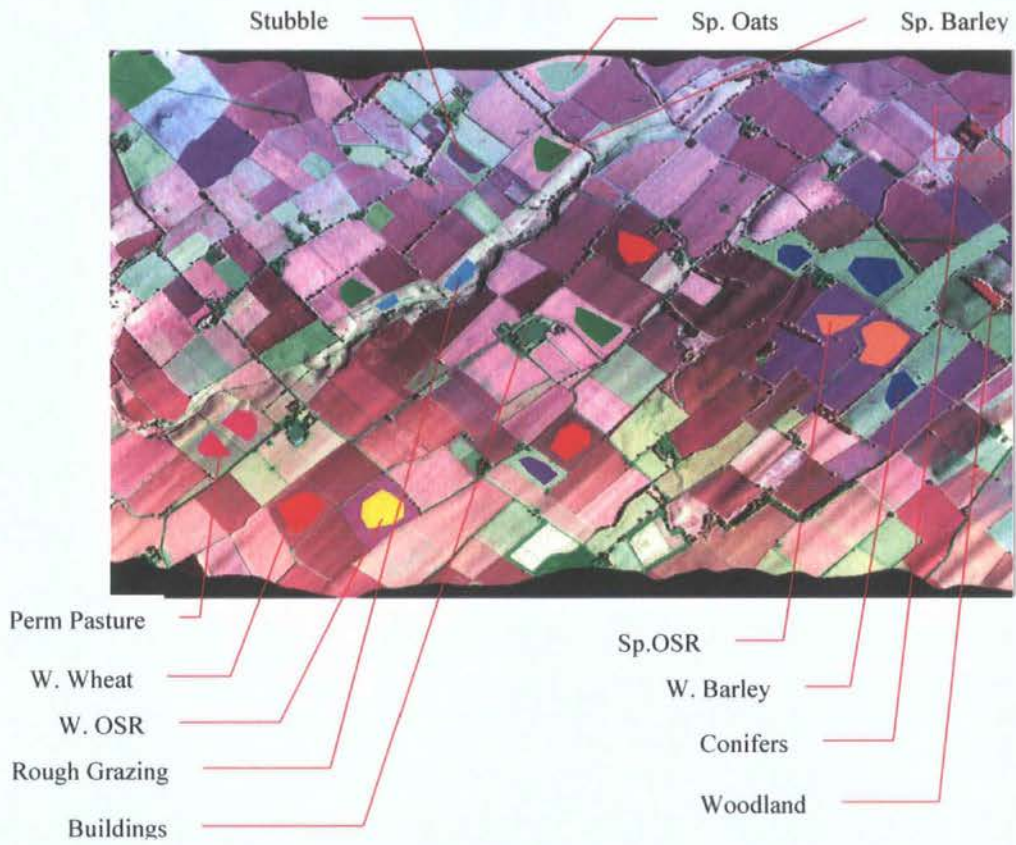 Stubble
Sp. Oats
Sp. Barley
Perm Pasture
W. Wheat
W. OSR
Rough Grazing
Buildings
Sp.OSR
W. Barley
Conifers
Woodland